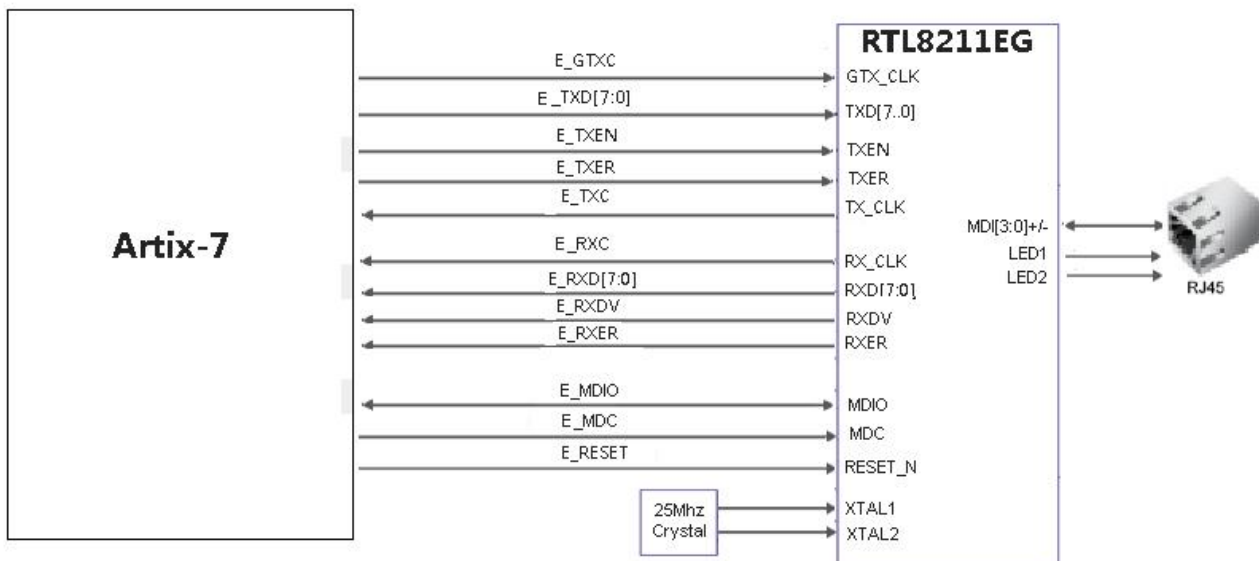 RTL8211EG
E_GTXC
GTX_CLK
E_TXD[7:0]
TXD[7..0]
E_TXEN
TXEN
E_TXER
TXER
E_TXC
TX_CLK
MDI[3:0]+/-
Artix-7
E_RXC
RX_CLK
LED1
E_RXD[7:0]
RXD[7:0]
LED2
RJ45
E_RXDV
RXDV
E_RXER
RXER
E_MDIO
MDIO
E_MDC
MDC
E_RESET
RESET_N
25Mhz
Crystal
XTAL1
XTAL2